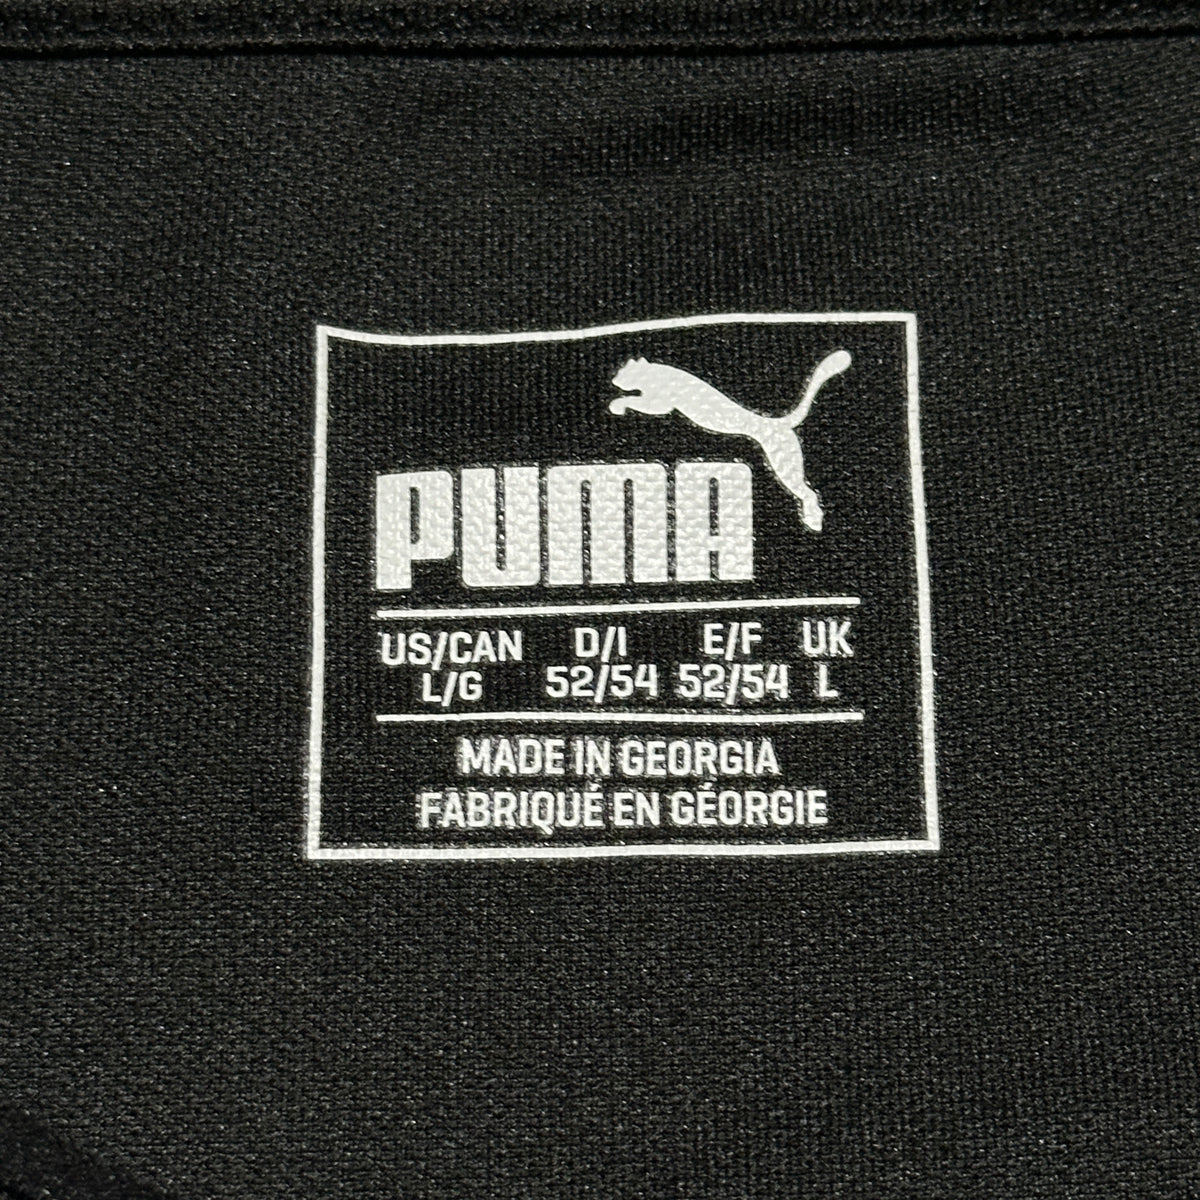 PUMA
US/CAN D/I E/F UK
L/G 52/54 52/54 L
MADE IN GEORGIA
FABRIQUÉ EN GÉORGIE